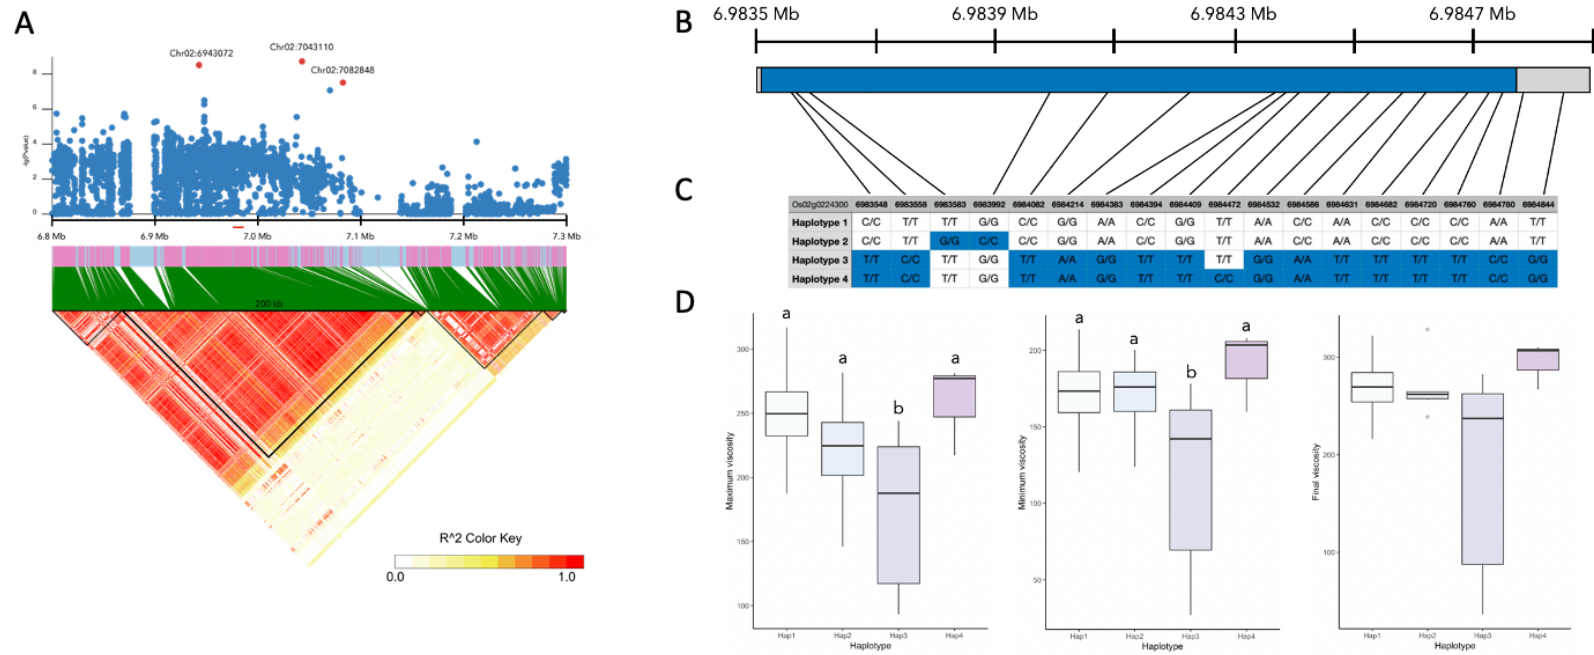 A
Chr02:6943072
Chr02:7043110
Chr02:7082848
-lg(Pvalue)
8
6
4
2
0
6.8 Mb 6.9Mb 7.0 Mb 7.1 Mb 7.2 Mb 7.3 Mb
200 kb
R^2 Color Key
0.0 1.0
B
6.9835 Mb 6.9839 Mb 6.9843 Mb 6.9847 Mb
C
Os02g0224300 6983548 6983558 6983583 6983992 6984082 6984214 6984383 6984394 6984409 6984472 6984532 6984586 6984631 6984682 6984720 6984760 6984780 6984844
Haplotype 1 C/C T/T T/T G/G C/C G/G A/A C/C G/G T/T A/A C/C A/A C/C C/C C/C A/A T/T
Haplotype 2 C/C T/T G/G C/C C/C G/G A/A C/C G/G T/T A/A C/C A/A C/C C/C C/C A/A T/T
Haplotype 3 T/T C/C T/T G/G T/T A/A G/G T/T T/T T/T G/G A/A T/T T/T T/T T/T C/C G/G
Haplotype 4 T/T C/C T/T G/G T/T A/A G/G T/T T/T C/C G/G A/A T/T T/T T/T T/T C/C G/G
D
Maximum viscosity
300
250
200
150
100
a a b a
Hap1 Hap2 Hap3 Hap4
Haplotype
Minimum viscosity
200
150
100
50
a a b a
Hap1 Hap2 Hap3 Hap4
Haplotype
Final viscosity
300
200
100
Hap1 Hap2 Hap3 Hap4
Haplotype